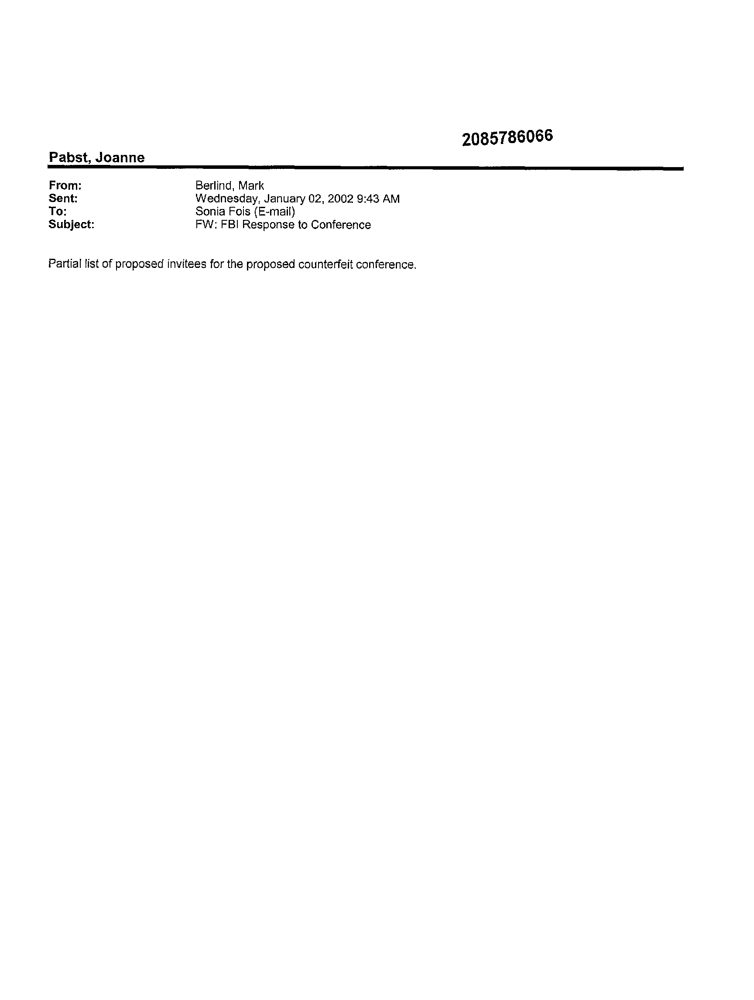 2085786066
Pabst, Joanne
From: Berlind, Mark
Sent: Wednesday, January 02, 2002 9:43 AM
To: Sonia Fois (E-mail)
Subject: FW: FBI Response to Conference
Partial list of proposed invitees for the proposed counterfeit conference.